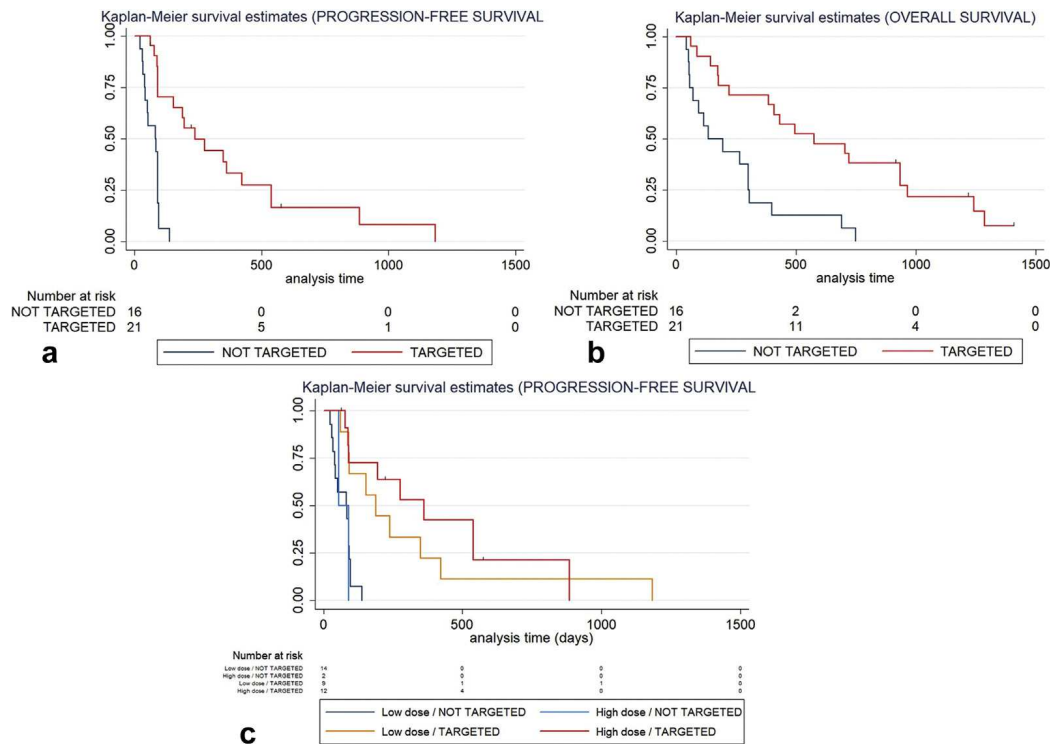 Kaplan-Meier survival estimates (PROGRESSION-FREE SURVIVAL
1.00
0.75
0.50
0.25
0.00
0 500 1000 1500
analysis time
Number at risk
NOT TARGETED 16 0 0 0
TARGETED 21 5 1 0
NOT TARGETED TARGETED
a
Kaplan-Meier survival estimates (OVERALL SURVIVAL)
1.00
0.75
0.50
0.25
0.00
0 500 1000 1500
analysis time
Number at risk
NOT TARGETED 16 2 0 0
TARGETED 21 11 4 0
NOT TARGETED TARGETED
b
Kaplan-Meier survival estimates (PROGRESSION-FREE SURVIVAL
1.00
0.75
0.50
0.25
0.00
0 500 1000 1500
analysis time (days)
Number at risk
Low dose / NOT TARGETED 14 0 0 0
High dose / NOT TARGETED 2 0 0 0
Low dose / TARGETED 9 1 1 0
High dose / TARGETED 12 4 0 0
Low dose / NOT TARGETED High dose / NOT TARGETED
Low dose / TARGETED High dose / TARGETED
c